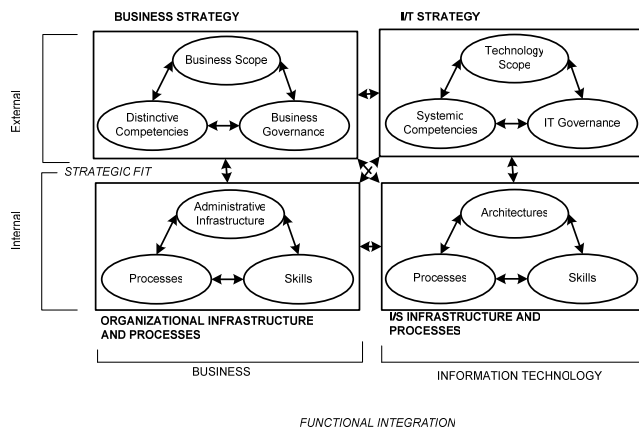 BUSINESS STRATEGY
I/T STRATEGY
External
Business Scope
Distinctive
Competencies
Business
Governance
Technology
Scope
Systemic
Competencies
IT Governance
STRATEGIC FIT
Internal
Administrative
Infrastructure
Processes
Skills
Architectures
Processes
Skills
ORGANIZATIONAL INFRASTRUCTURE
AND PROCESSES
I/S INFRASTRUCTURE AND
PROCESSES
BUSINESS
INFORMATION TECHNOLOGY
FUNCTIONAL INTEGRATION